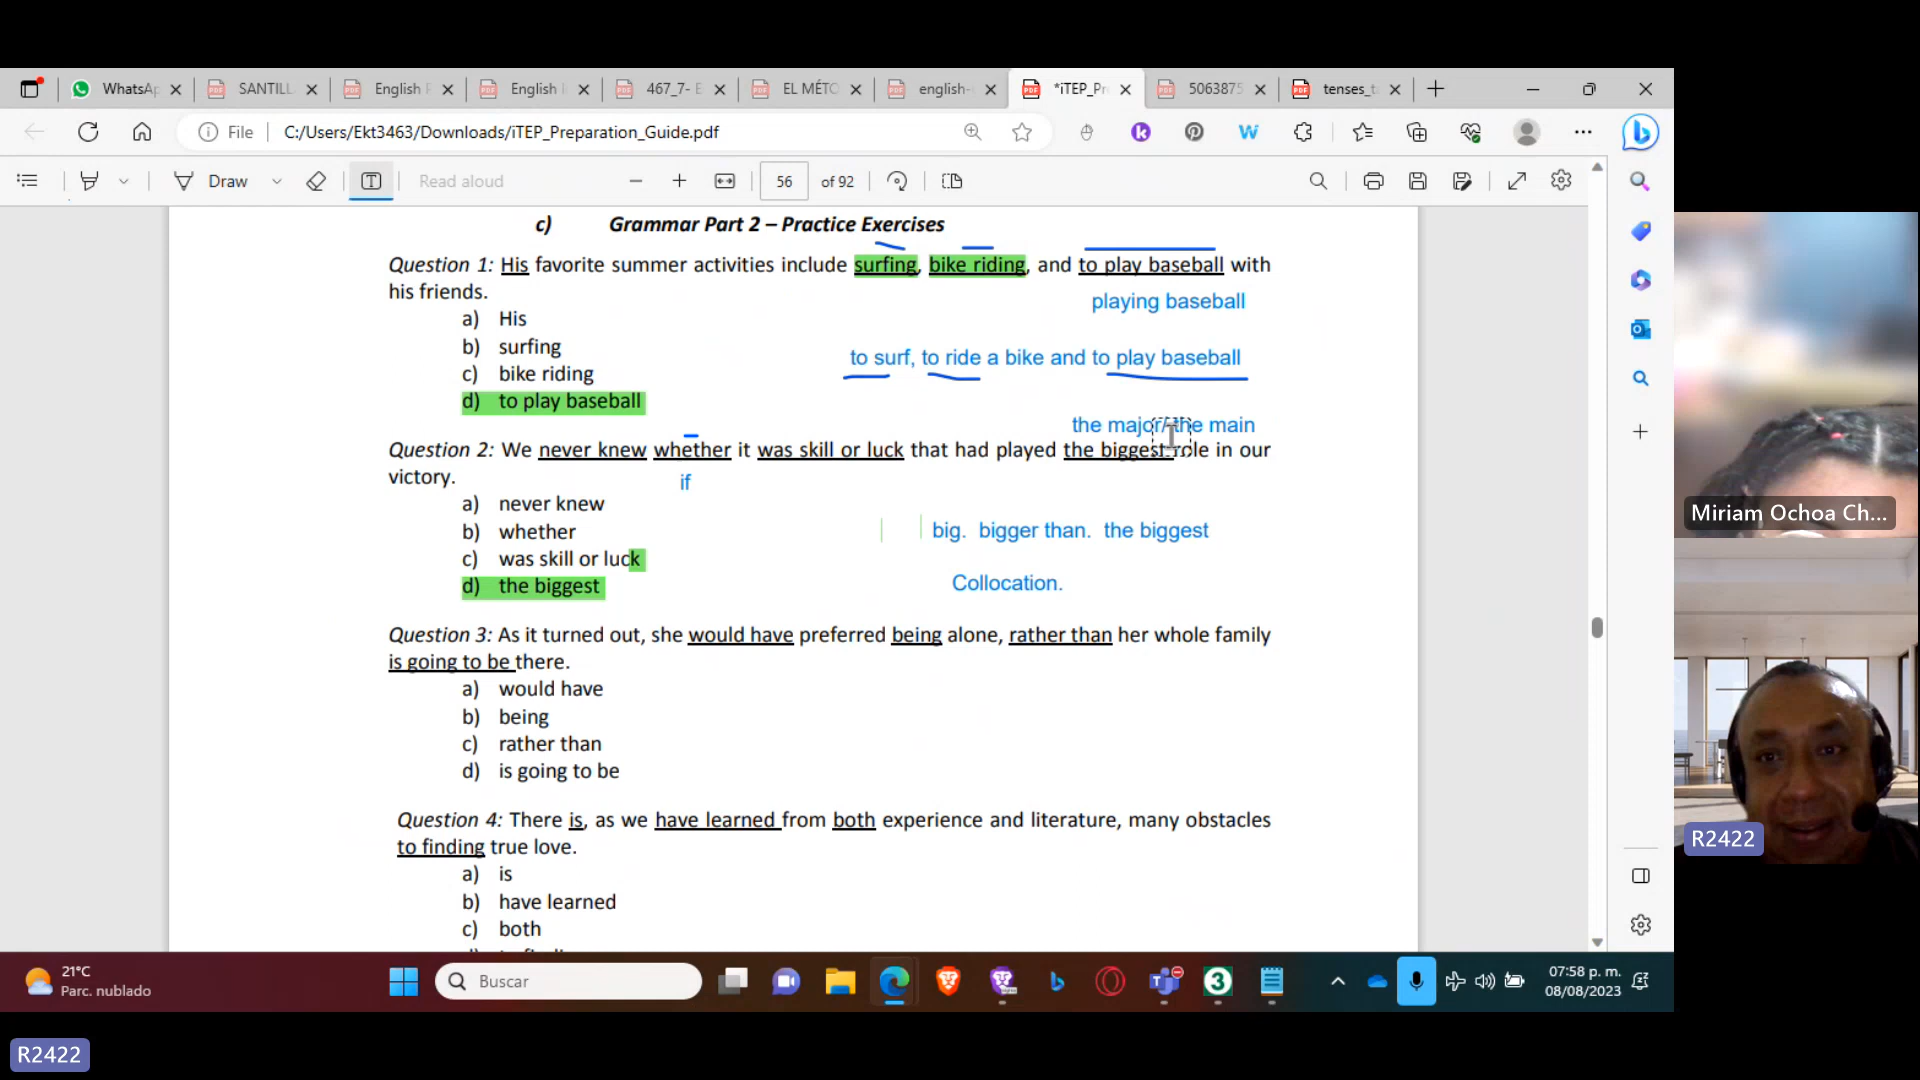 WhatsAp
SANTILL
English F
English I
467_7- E
EL MÉTO
english-
*iTEP_Pr
5063875
tenses_t
File
C:/Users/Ekt3463/Downloads/iTEP_Preparation_Guide.pdf
Draw
Read aloud
56
of 92
c) Grammar Part 2 – Practice Exercises
Question 1: His favorite summer activities include surfing, bike riding, and to play baseball with
his friends.
playing baseball
a) His
b) surfing
to surf, to ride a bike and to play baseball
c) bike riding
d) to play baseball
the major/the main
Question 2: We never knew whether it was skill or luck that had played the biggest role in our
victory.
if
a) never knew
b) whether
big. bigger than. the biggest
c) was skill or luck
d) the biggest
Collocation.
Question 3: As it turned out, she would have preferred being alone, rather than her whole family
is going to be there.
a) would have
b) being
c) rather than
d) is going to be
Question 4: There is, as we have learned from both experience and literature, many obstacles
to finding true love.
a) is
b) have learned
c) both
Miriam Ochoa Ch...
R2422
21°C
Parc. nublado
Buscar
07:58 p. m.
08/08/2023
R2422